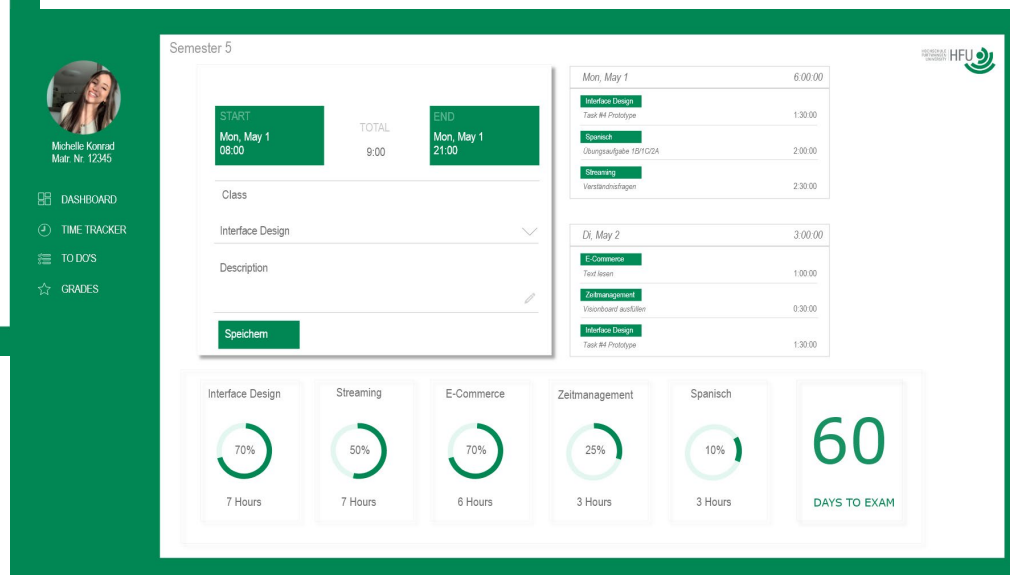 Semester 5
HOCHSCHULE
FURTWANGEN
UNIVERSITY
HFU
Michelle Konrad
Matr. Nr. 12345
DASHBOARD
TIME TRACKER
TO DO'S
GRADES
START
Mon, May 1
08:00
TOTAL
9:00
END
Mon, May 1
21:00
Class
Interface Design
Description
Speichern
Mon, May 1 6:00:00
Interface Design
Task #4 Prototype 1:30:00
Spanisch
Übungsaufgabe 1B/1C/2A 2:00:00
Streaming
Verständnisfragen 2:30:00
Di, May 2 3:00:00
E-Commerce
Text lesen 1:00:00
Zeitmanagement
Visionboard ausfüllen 0:30:00
Interface Design
Task #4 Prototype 1:30:00
Interface Design
70%
7 Hours
Streaming
50%
7 Hours
E-Commerce
70%
6 Hours
Zeitmanagement
25%
3 Hours
Spanisch
10%
3 Hours
60
DAYS TO EXAM